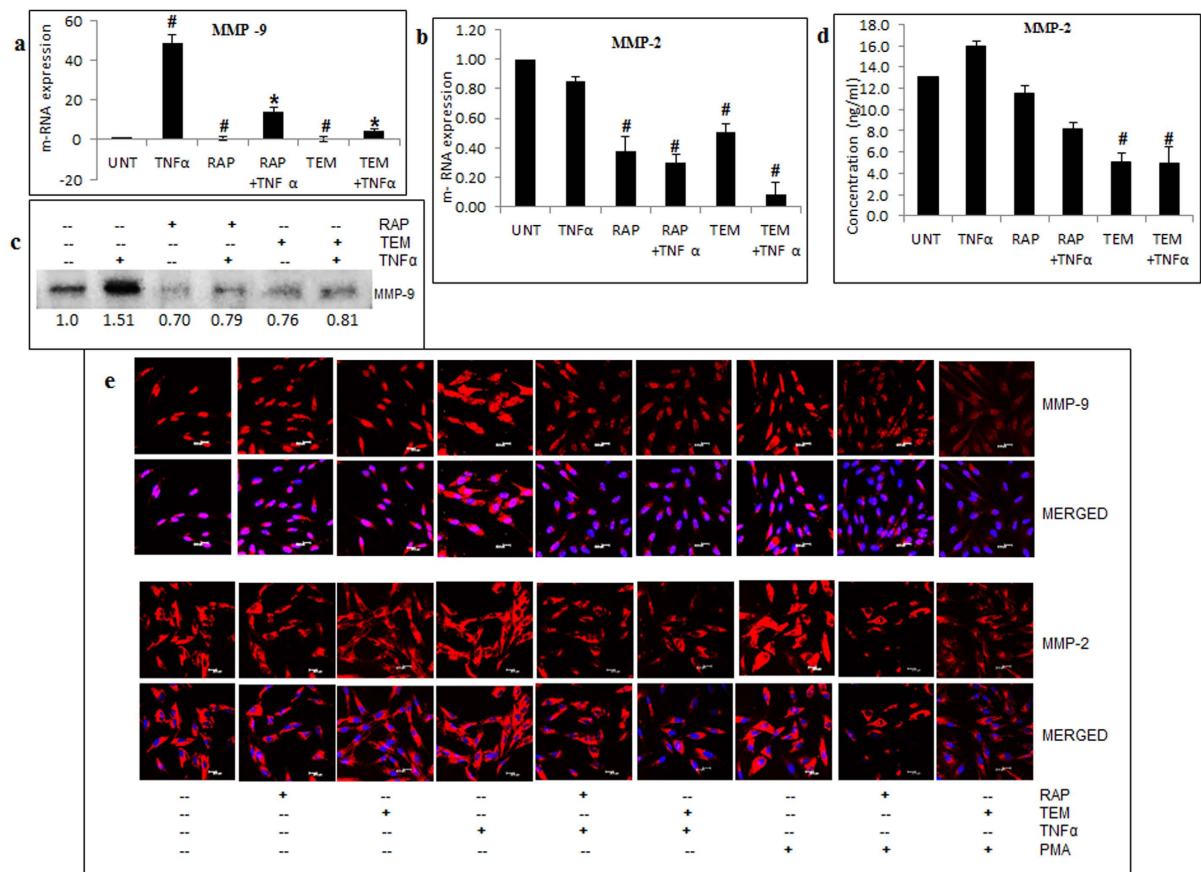 a
MMP -9
m-RNA expression
60
40
20
0
-20
# # * # *
UNT TNFα RAP RAP +TNF α TEM TEM +TNFα
b
MMP-2
m- RNA expression
1.00
0.80
0.60
0.40
0.20
0.00
# # # #
UNT TNFα RAP RAP +TNF α TEM TEM +TNF α
d
MMP-2
Concentration (ng/ml)
18.0
16.0
14.0
12.0
10.0
8.0
6.0
4.0
2.0
0.0
# #
UNT TNFα RAP RAP +TNFα TEM TEM +TNFα
c
-- -- + + -- -- RAP
-- -- -- -- + + TEM
-- + -- + -- + TNFα
MMP-9
1.0 1.51 0.70 0.79 0.76 0.81
e
MMP-9
MERGED
MMP-2
MERGED
-- + -- -- + -- -- + -- RAP
-- -- + -- -- + -- -- + TEM
-- -- -- + + + -- -- -- TNFα
-- -- -- -- -- -- + + + PMA